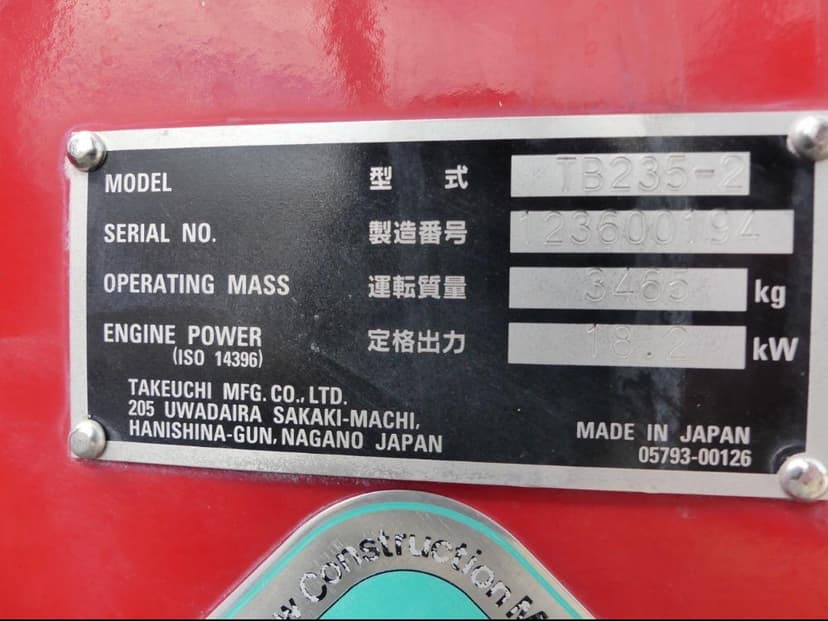 MODEL 型 式 TB235-2
SERIAL NO. 製造番号 123600194
OPERATING MASS 運転質量 3465 kg
ENGINE POWER 定格出力 18.2 kW
(ISO 14396)
TAKEUCHI MFG. CO., LTD.
205 UWADAIRA SAKAKI-MACHI,
HANISHINA-GUN, NAGANO JAPAN
MADE IN JAPAN
05793-00126
Construction